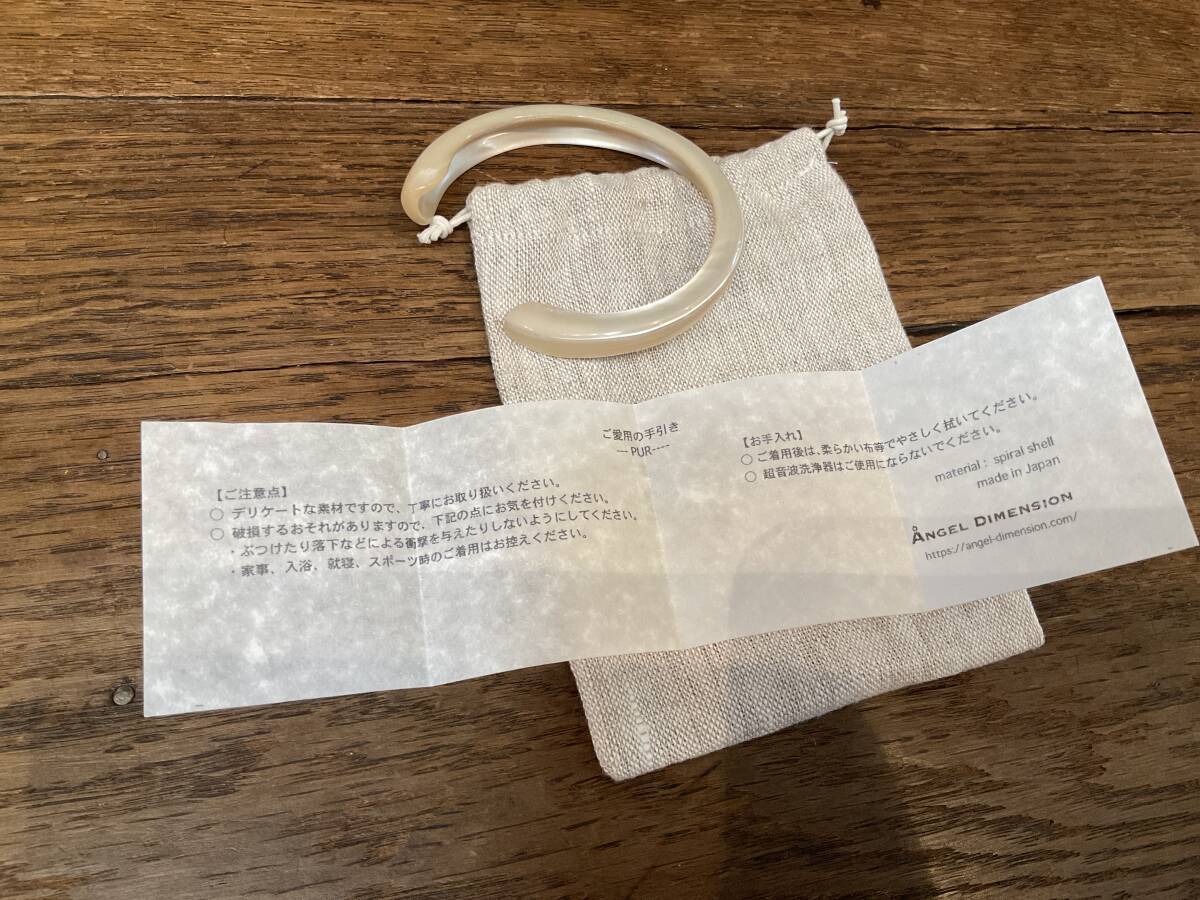 ご愛用の手引き
— PUR----
【ご注意点】
○ デリケートな素材ですので、丁寧にお取り扱いください。
○ 破損するおそれがありますので、下記の点にお気を付けください。
・ぶつけたり落下などによる衝撃を与えたりしないようにしてください。
・家事、入浴、就寝、スポーツ時のご着用はお控えください。
【お手入れ】
○ ご着用後は、柔らかい布等でやさしく拭いてください。
○ 超音波洗浄器はご使用にならないでください。
material : spiral shell
made in Japan
ÅNGEL DIMENSION
https://angel-dimension.com/